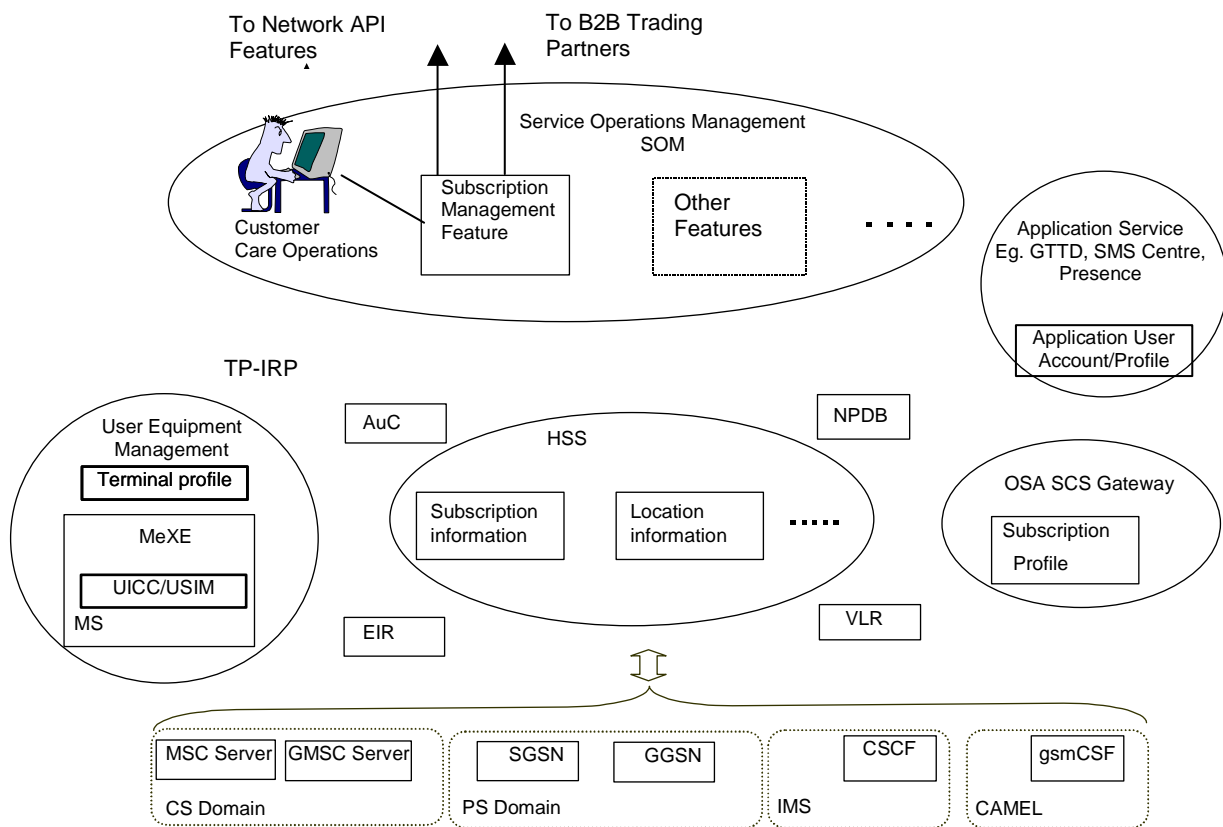 To Network API
Features
To B2B Trading
Partners
Service Operations Management
SOM
Subscription
Management
Feature
Other
Features
Customer
Care Operations
Application Service
Eg. GTTD, SMS Centre,
Presence
Application User
Account/Profile
TP-IRP
User Equipment
Management
Terminal profile
MeXE
UICC/USIM
MS
AuC
HSS
NPDB
Subscription
information
Location
information
.....
EIR
VLR
OSA SCS Gateway
Subscription
Profile
MSC Server
GMSC Server
CS Domain
SGSN
GGSN
PS Domain
CSCF
IMS
gsmCSF
CAMEL